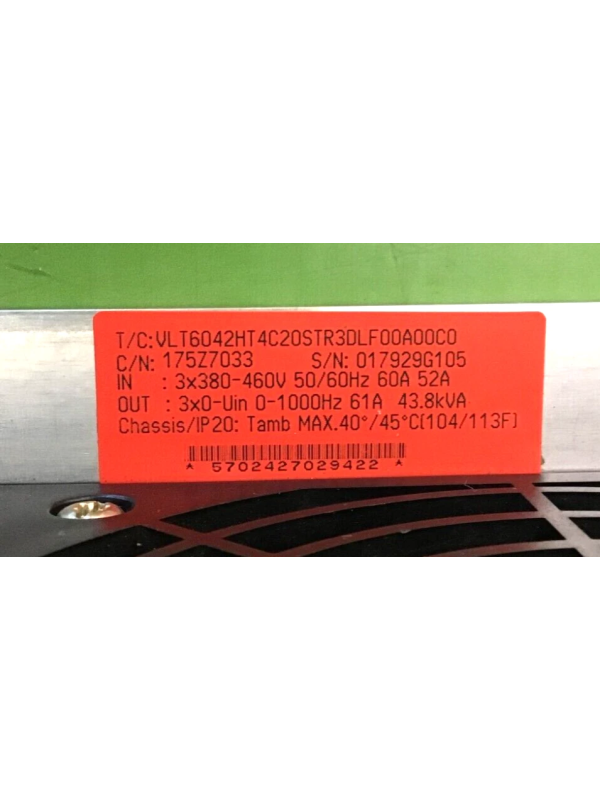 T/C:VLT6042HT4C20STR3DLF00A00C0
C/N: 175Z7033 S/N: 017929G105
IN : 3x380-460V 50/60Hz 60A 52A
OUT : 3x0-Uin 0-1000Hz 61A 43.8kVA
Chassis/IP20: Tamb MAX.40°/45°C(104/113F)
* 5702427029422 *